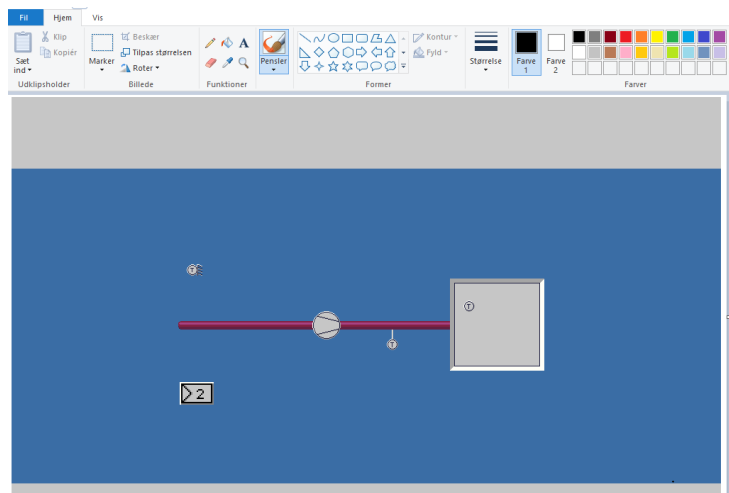 Fil Hjem Vis
Klip
Kopiér
Sæt
ind
Udklipsholder
Marker
Beskær
Tilpas størrelsen
Roter
Billede
A
Funktioner
Pensler
Kontur
Fyld
Former
Størrelse
Farve
1
Farve
2
Farver
T
T
T
2